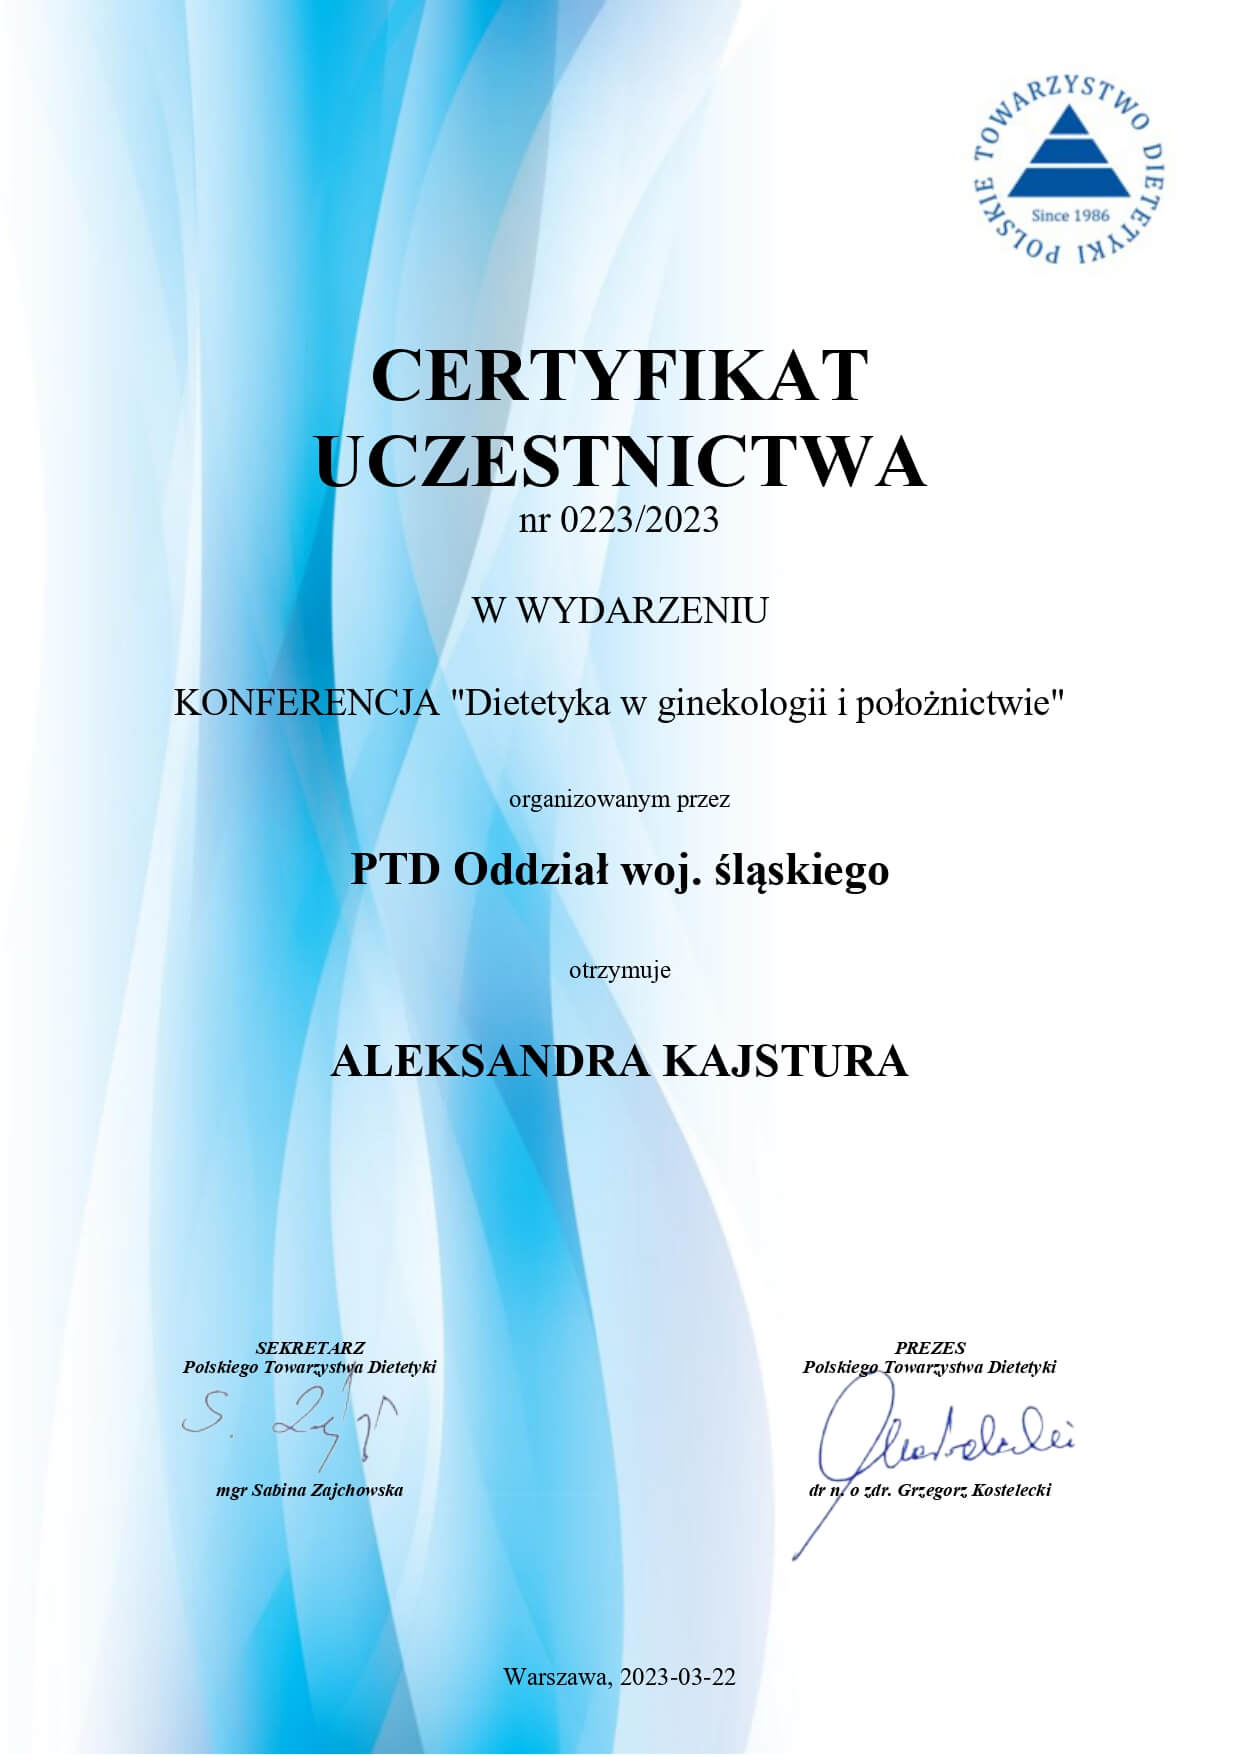 POLSKIE TOWARZYSTWO DIETETYKI
Since 1986
CERTYFIKAT
UCZESTNICTWA
nr 0223/2023
W WYDARZENIU
KONFERENCJA "Dietetyka w ginekologii i położnictwie"
organizowanym przez
PTD Oddział woj. śląskiego
otrzymuje
ALEKSANDRA KAJSTURA
SEKRETARZ
Polskiego Towarzystwa Dietetyki
mgr Sabina Zajchowska
PREZES
Polskiego Towarzystwa Dietetyki
dr n. o zdr. Grzegorz Kostelecki
Warszawa, 2023-03-22